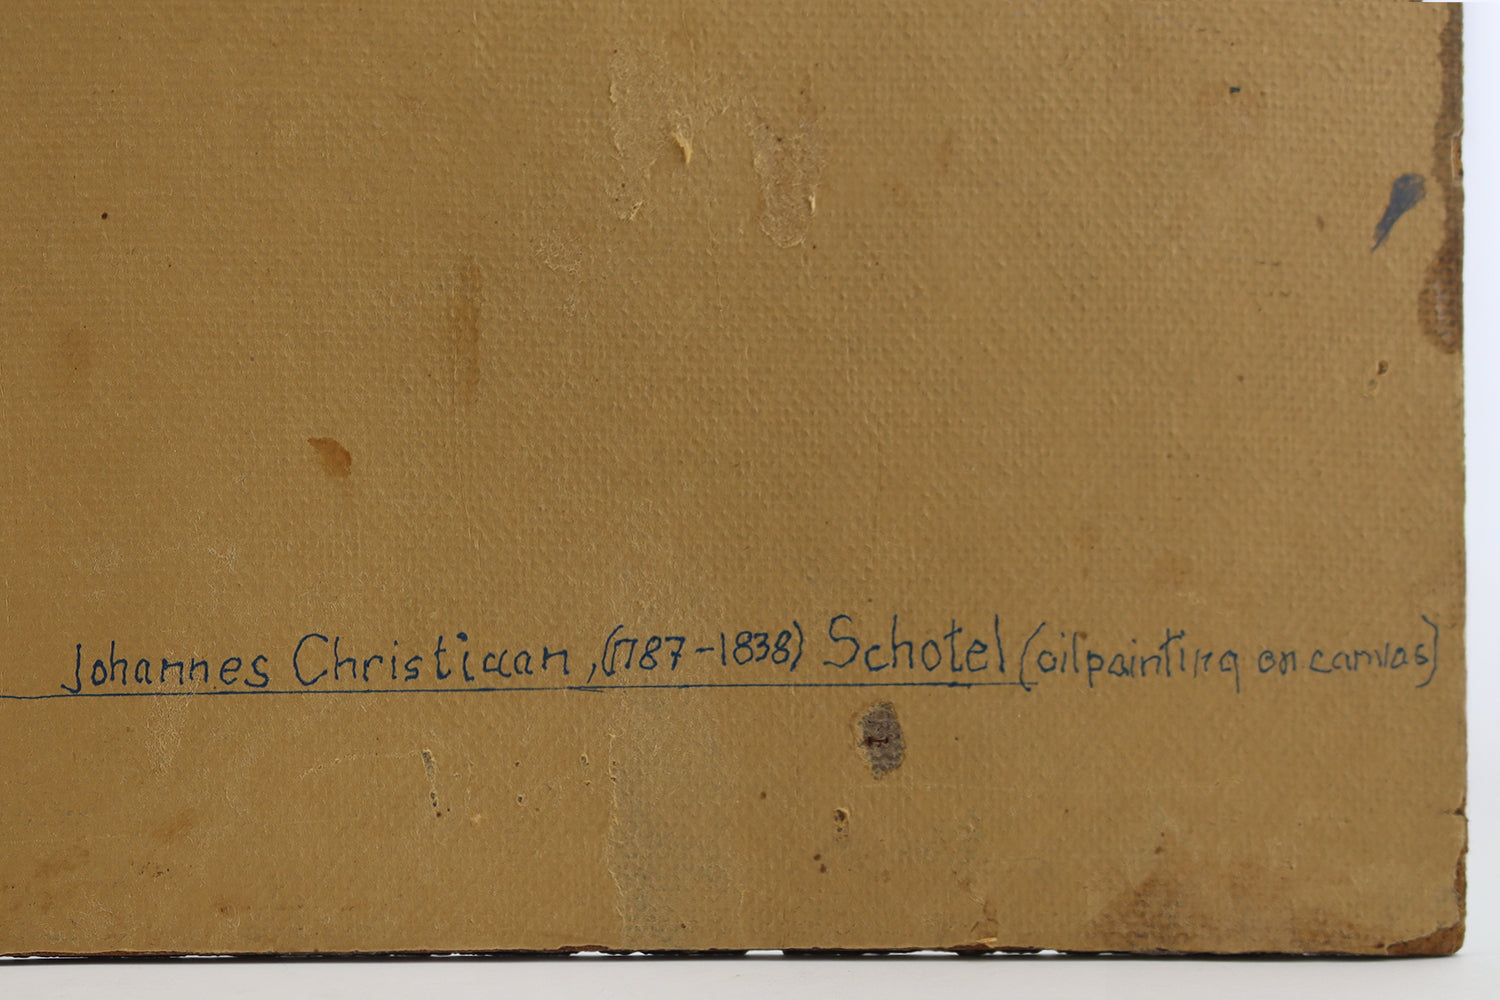 Johannes Christiaan, (1787-1838) Schotel (oilpainting on canvas)